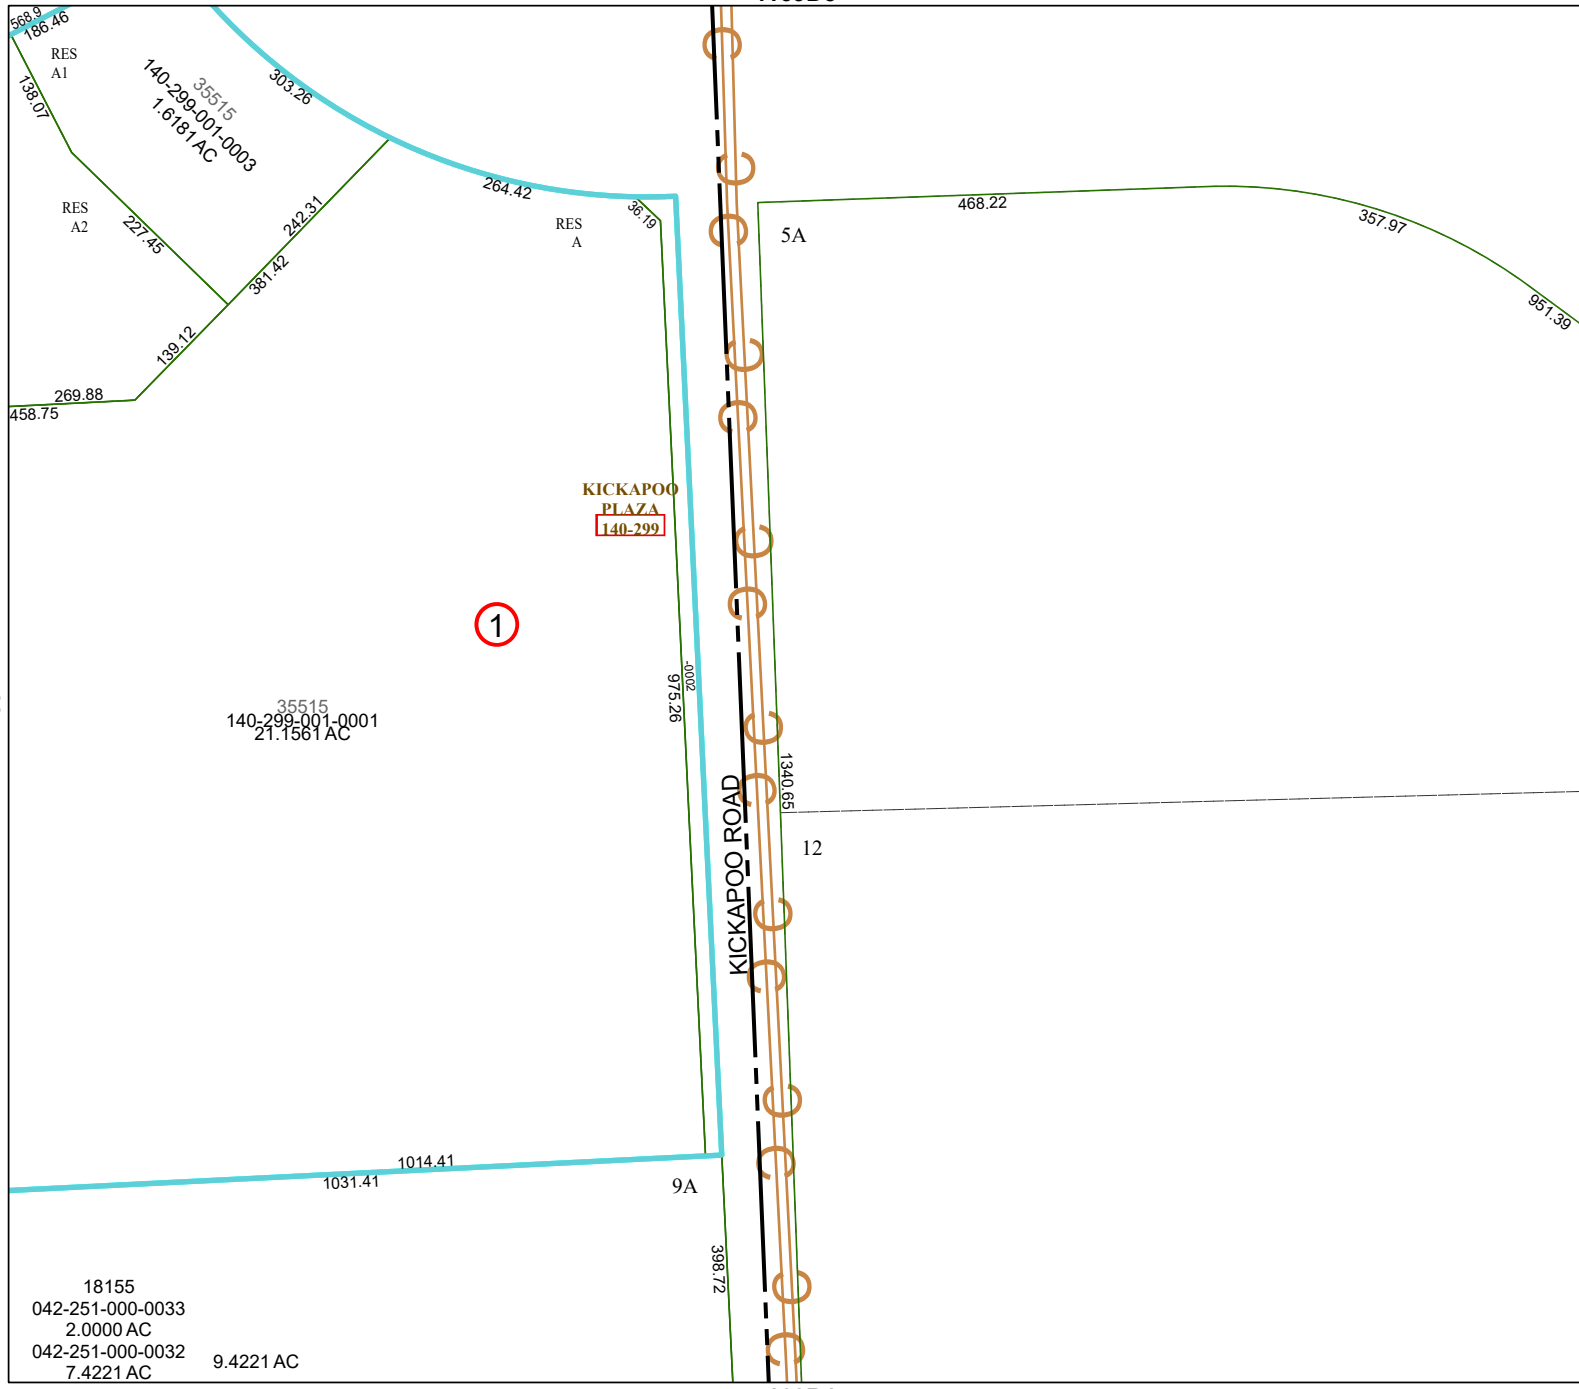 568.9
186.46
RES
A1
138.07
35515
140-299-001-0003
1.6181 AC
303.26
RES
A2
227.45
242.31
381.42
139.12
269.88
458.75
264.42
36.19
RES
A
5A
468.22
357.97
951.39
KICKAPOO
PLAZA
140-299
1
-0002
975.26
35515
140-299-001-0001
21.1561 AC
KICKAPOO ROAD
1340.65
12
1014.41
1031.41
9A
398.72
18155
042-251-000-0033
2.0000 AC
042-251-000-0032
7.4221 AC
9.4221 AC